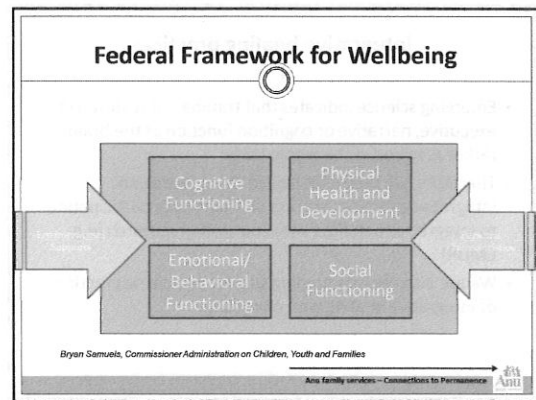 Federal Framework for Wellbeing
Cognitive
Functioning
Physical
Health and
Development
Emotional/
Behavioral
Functioning
Social
Functioning
Bryan Samuels, Commissioner Administration on Children, Youth and Families
Anu family services – Connections to Permanence
Anu